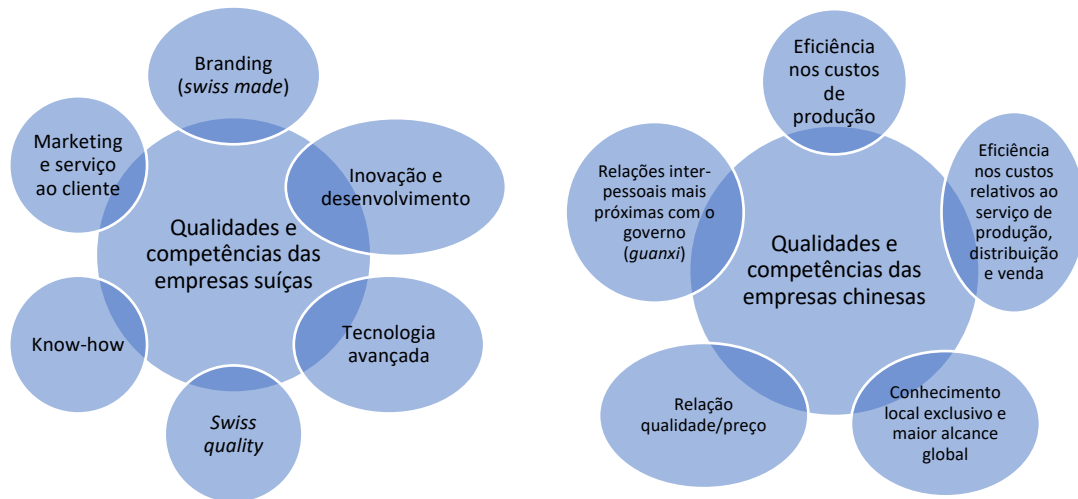 Branding
(swiss made)
Inovação e
desenvolvimento
Tecnologia
avançada
Swiss
quality
Know-how
Marketing
e serviço
ao cliente
Qualidades e
competências das
empresas suíças
Eficiência
nos custos
de
produção
Eficiência
nos custos
relativos ao
serviço de
produção,
distribuição
e venda
Conhecimento
local exclusivo e
maior alcance
global
Relação
qualidade/preço
Relações inter-
pessoais mais
próximas com o
governo
(guanxi)
Qualidades e
competências das
empresas chinesas